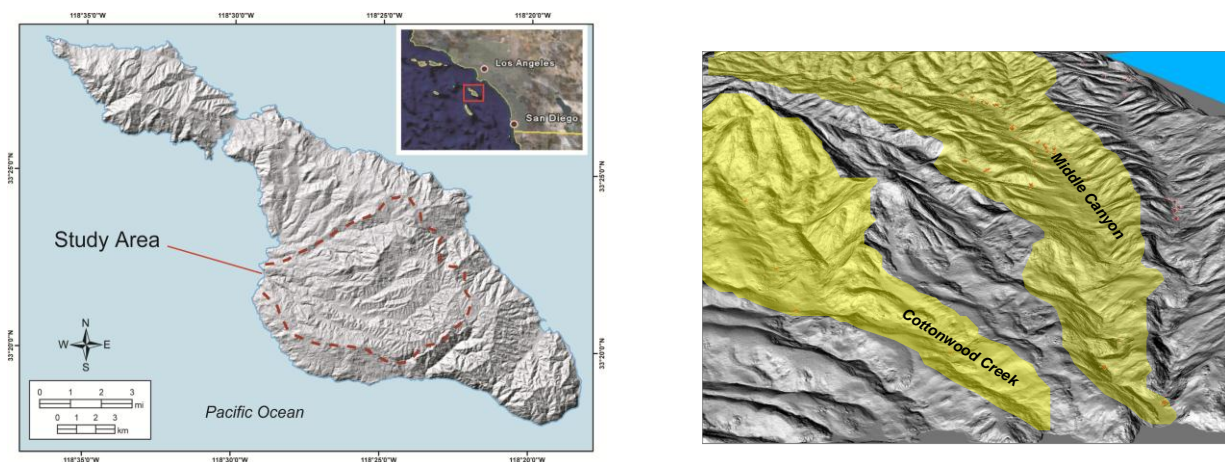 118°35'0"W 118°30'0"W 118°25'0"W 118°20'0"W
Los Angeles
San Diego
33°25'0"N
33°25'0"N
Study Area
33°20'0"N
33°20'0"N
N
W E
S
0 1 2 3
mi
0 1 2 3
km
Pacific Ocean
118°35'0"W 118°30'0"W 118°25'0"W 118°20'0"W
Middle Canyon
Cottonwood Creek